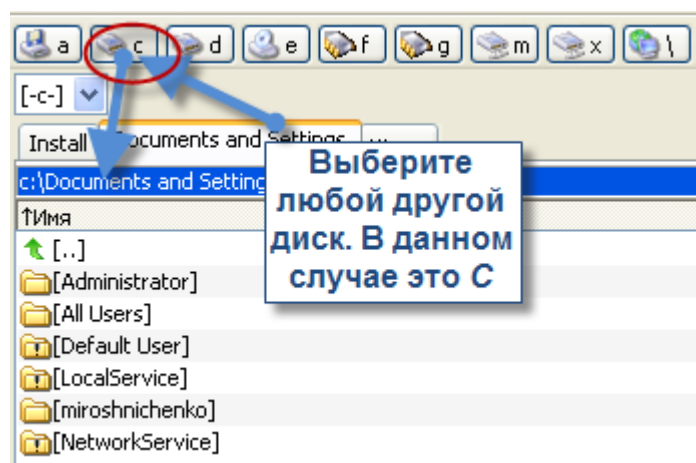 a c d e f g m x \
[-c-]
Install Documents and Settings ...
c:\Documents and Setting
↑Имя
[..]
[Administrator]
[All Users]
[Default User]
[LocalService]
[miroshnichenko]
[NetworkService]
Выберите
любой другой
диск. В данном
случае это C